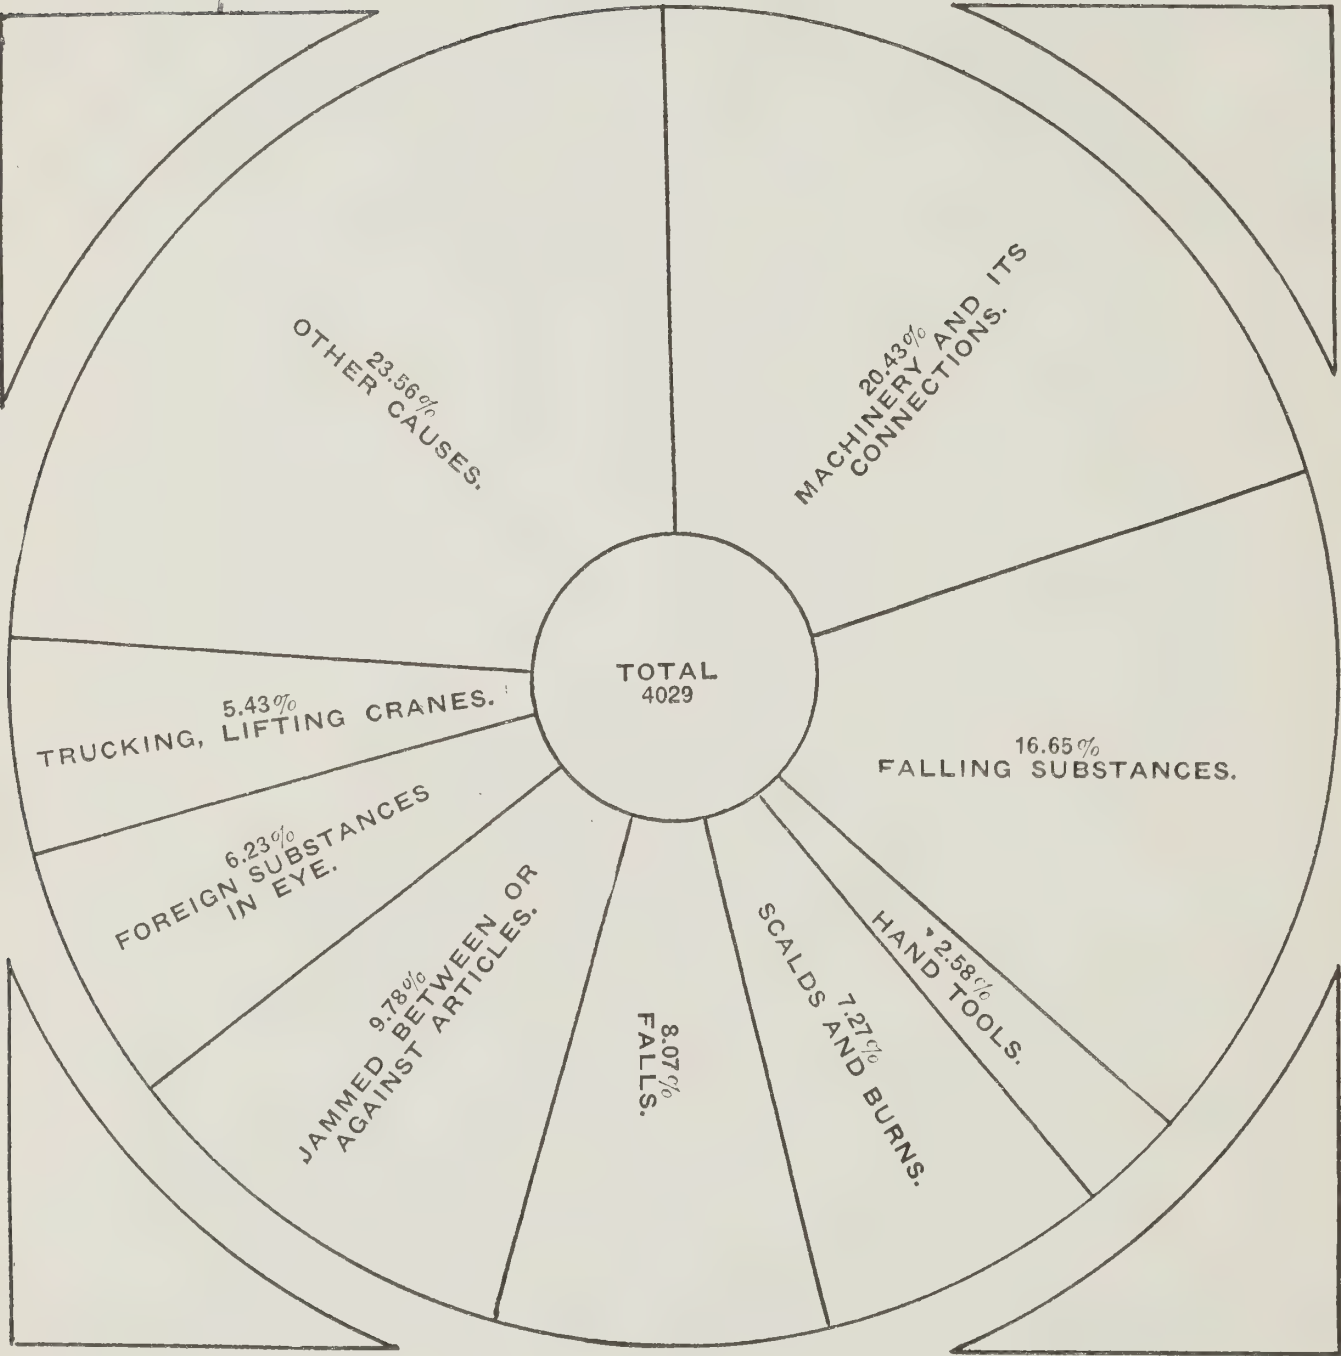 20.43%
MACHINERY AND ITS
CONNECTIONS.
16.65%
FALLING SUBSTANCES.
2.58%
HAND TOOLS.
7.27%
SCALDS AND BURNS.
8.07%
FALLS.
9.78%
JAMMED BETWEEN OR
AGAINST ARTICLES.
6.23%
FOREIGN SUBSTANCES
IN EYE.
5.43%
TRUCKING, LIFTING CRANES.
23.56%
OTHER CAUSES.
TOTAL
4029